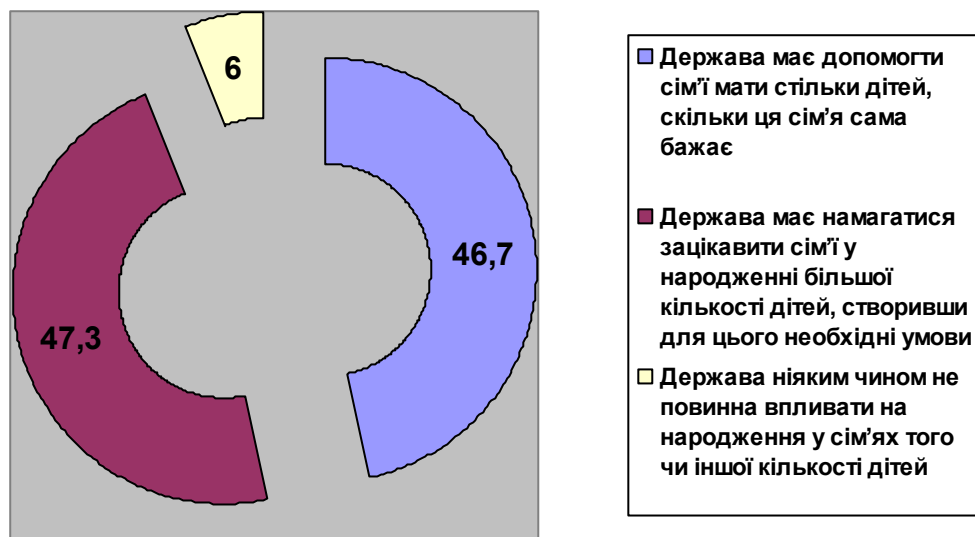 6
46,7
47,3
Держава має допомогти
сім'ї мати стільки дітей,
скільки ця сім'я сама
бажає
Держава має намагатися
зацікавити сім'ї у
народженні більшої
кількості дітей, створивши
для цього необхідні умови
Держава ніяким чином не
повинна впливати на
народження у сім'ях того
чи іншої кількості дітей